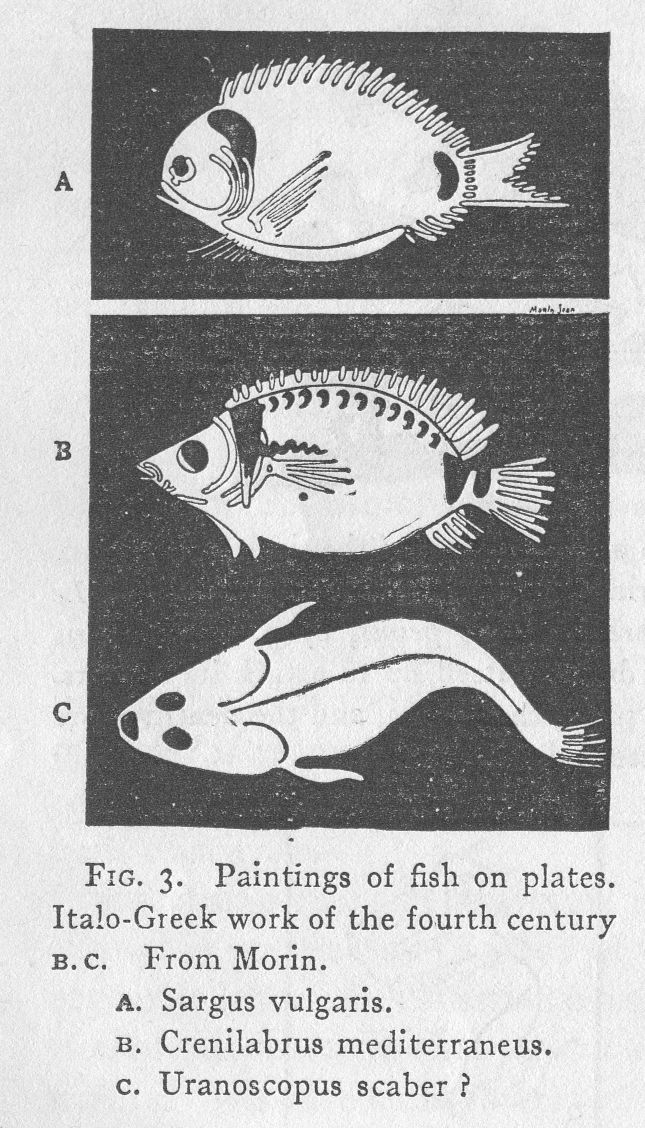 A
Morin Jean
B
C
Fig. 3. Paintings of fish on plates.
Italo-Greek work of the fourth century
B.C. From Morin.
A. Sargus vulgaris.
B. Crenilabrus mediterraneus.
C. Uranoscopus scaber ?